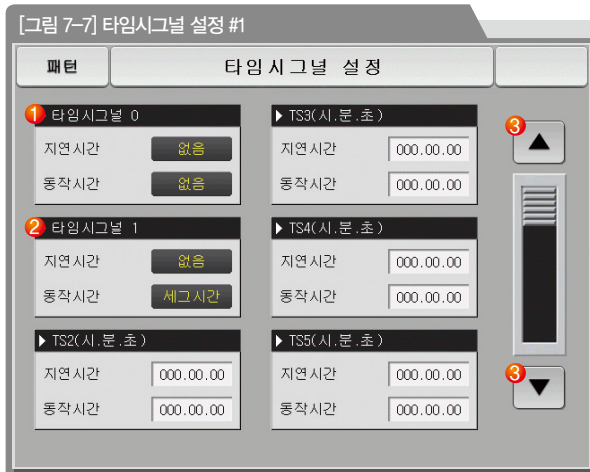 [그림 7-7] 타임시그널 설정 #1
패턴
타임시그널 설정
1 타임시그널 0
지연시간 없음
동작시간 없음
2 타임시그널 1
지연시간 없음
동작시간 세그시간
▶ TS2(시.분.초)
지연시간 000.00.00
동작시간 000.00.00
▶ TS3(시.분.초)
지연시간 000.00.00
동작시간 000.00.00
▶ TS4(시.분.초)
지연시간 000.00.00
동작시간 000.00.00
▶ TS5(시.분.초)
지연시간 000.00.00
동작시간 000.00.00
3 ▲
3 ▼